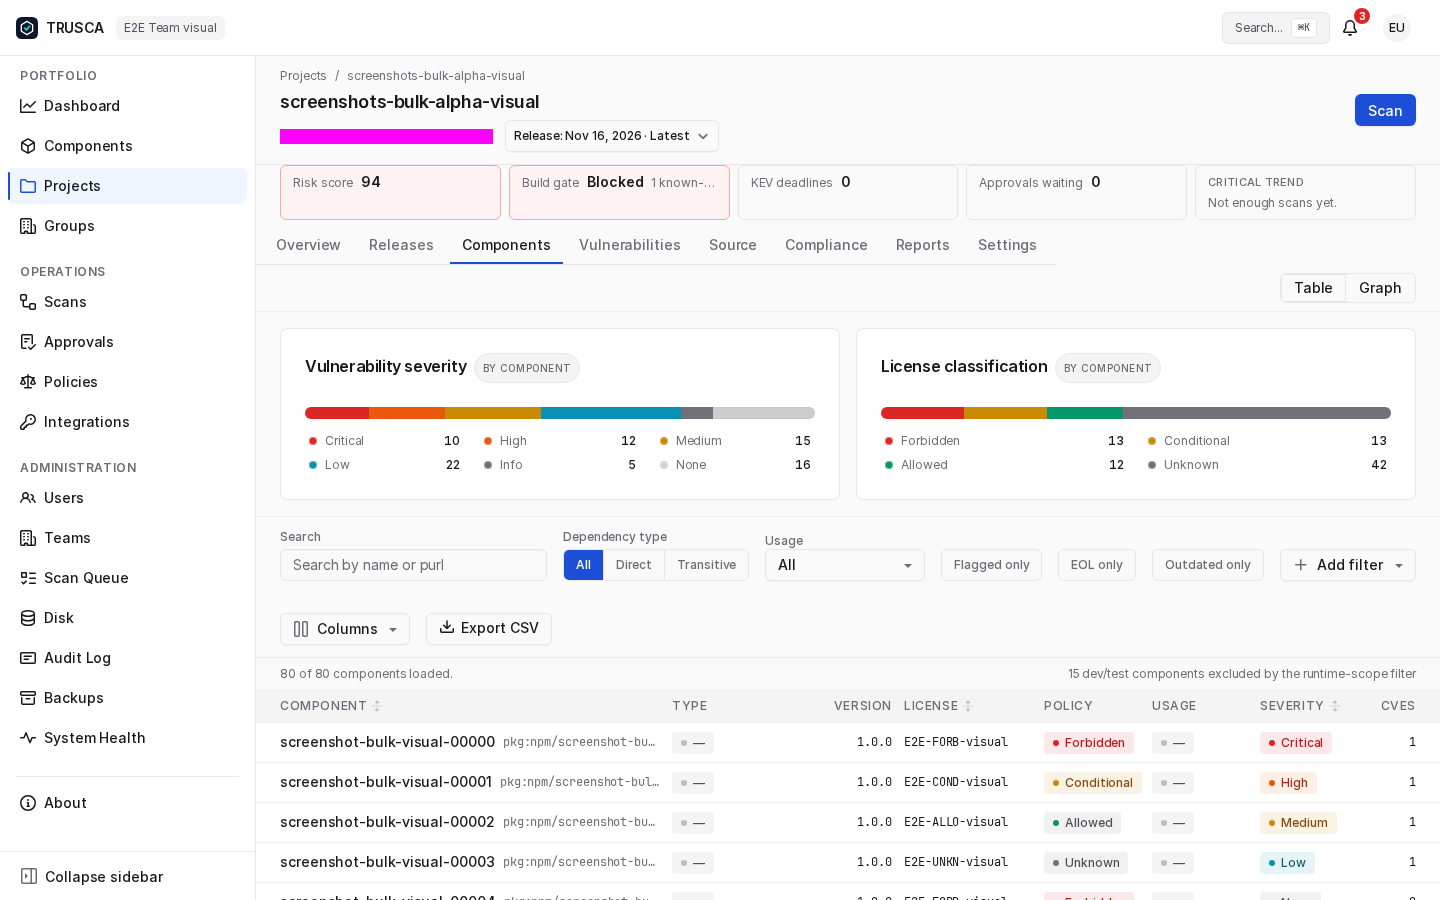 TRUSCA E2E Team visual Search... ⌘K 3 EU
PORTFOLIO
Dashboard
Components
Projects
Groups
OPERATIONS
Scans
Approvals
Policies
Integrations
ADMINISTRATION
Users
Teams
Scan Queue
Disk
Audit Log
Backups
System Health
About
Collapse sidebar
Projects / screenshots-bulk-alpha-visual
screenshots-bulk-alpha-visual
Scan
Release: Nov 16, 2026 · Latest
Risk score 94
Build gate Blocked 1 known-...
KEV deadlines 0
Approvals waiting 0
CRITICAL TREND
Not enough scans yet.
Overview Releases Components Vulnerabilities Source Compliance Reports Settings
Table Graph
Vulnerability severity BY COMPONENT
Critical 10 High 12 Medium 15
Low 22 Info 5 None 16
License classification BY COMPONENT
Forbidden 13 Conditional 13
Allowed 12 Unknown 42
Search
Search by name or purl
Dependency type
All Direct Transitive
Usage
All
Flagged only EOL only Outdated only Add filter
Columns Export CSV
80 of 80 components loaded. 15 dev/test components excluded by the runtime-scope filter
COMPONENT TYPE VERSION LICENSE POLICY USAGE SEVERITY CVES
screenshot-bulk-visual-00000 pkg:npm/screenshot-bu... — 1.0.0 E2E-FORB-visual Forbidden — Critical 1
screenshot-bulk-visual-00001 pkg:npm/screenshot-bul... — 1.0.0 E2E-COND-visual Conditional — High 1
screenshot-bulk-visual-00002 pkg:npm/screenshot-bu... — 1.0.0 E2E-ALLO-visual Allowed — Medium 1
screenshot-bulk-visual-00003 pkg:npm/screenshot-bu... — 1.0.0 E2E-UNKN-visual Unknown — Low 1